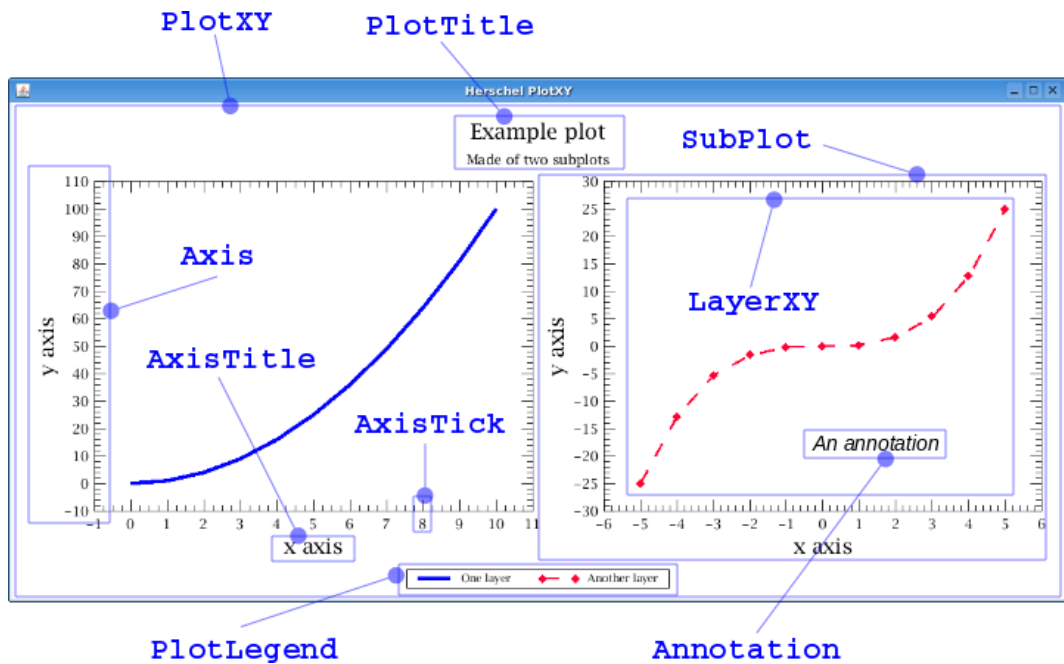 PlotXY
PlotTitle
Herschel PlotXY
Example plot
Made of two subplots
SubPlot
110
100
90
80
70
60
50
40
30
20
10
0
-10
y axis
-1 0 1 2 3 4 5 6 7 8 9 10 11
x axis
Axis
AxisTitle
AxisTick
30
25
20
15
10
5
0
-5
-10
-15
-20
-25
-30
y axis
-6 -5 -4 -3 -2 -1 0 1 2 3 4 5 6
x axis
LayerXY
An annotation
One layer Another layer
PlotLegend
Annotation